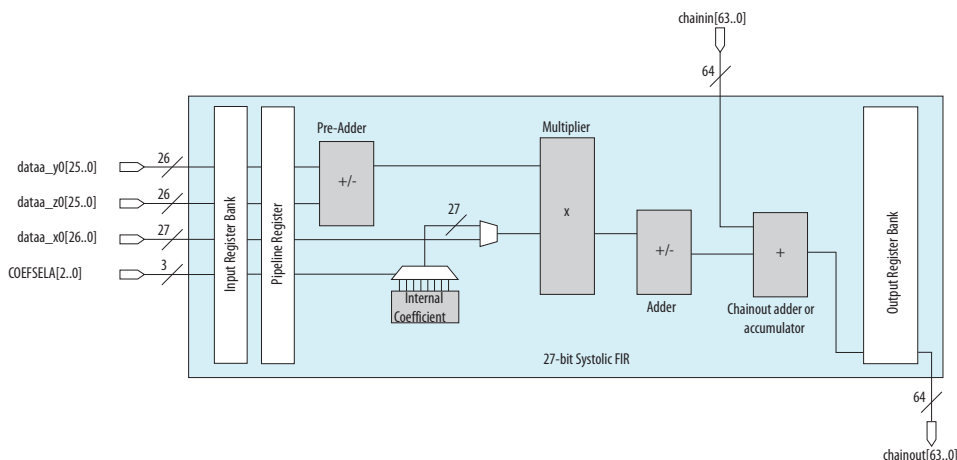 chainin[63..0]
64
Pre-Adder
Multiplier
dataa_y0[25..0]
26
+/-
dataa_z0[25..0]
26
dataa_x0[26..0]
27
27
x
COEFSELA[2..0]
3
Input Register Bank
Pipeline Register
Internal
Coefficient
+/-
Adder
+
Chainout adder or
accumulator
Output Register Bank
27-bit Systolic FIR
64
chainout[63..0]